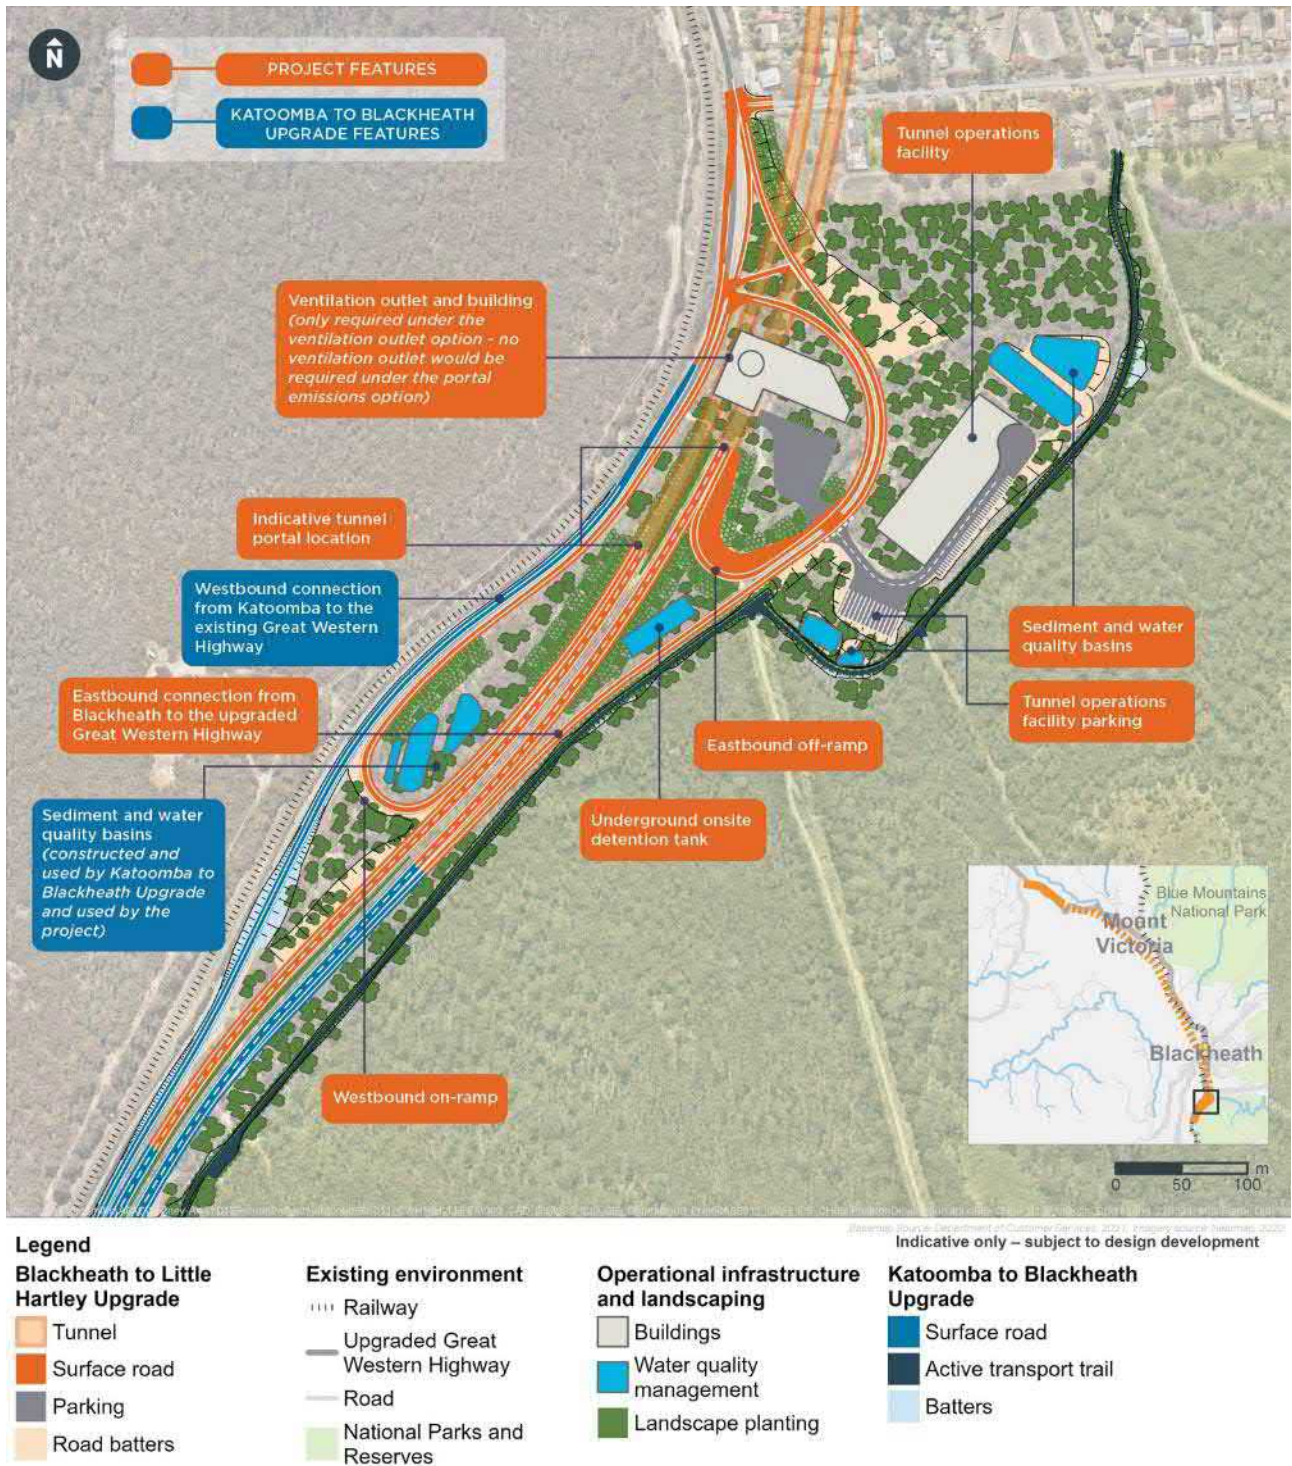 N
PROJECT FEATURES
KATOOMBA TO BLACKHEATH
UPGRADE FEATURES
Tunnel operations
facility
Ventilation outlet and building
(only required under the
ventilation outlet option - no
ventilation outlet would be
required under the portal
emissions option)
Indicative tunnel
portal location
Westbound connection
from Katoomba to the
existing Great Western
Highway
Eastbound connection from
Blackheath to the upgraded
Great Western Highway
Sediment and water
quality basins
(constructed and
used by Katoomba to
Blackheath Upgrade
and used by the
project)
Sediment and water
quality basins
Tunnel operations
facility parking
Eastbound off-ramp
Underground onsite
detention tank
Westbound on-ramp
Blue Mountains
National Park
Mount
Victoria
Blackheath
0 50 100 m
Indicative only – subject to design development
Legend
Blackheath to Little
Hartley Upgrade
Tunnel
Surface road
Parking
Road batters
Existing environment
Railway
Upgraded Great
Western Highway
Road
National Parks and
Reserves
Operational infrastructure
and landscaping
Buildings
Water quality
management
Landscape planting
Katoomba to Blackheath
Upgrade
Surface road
Active transport trail
Batters